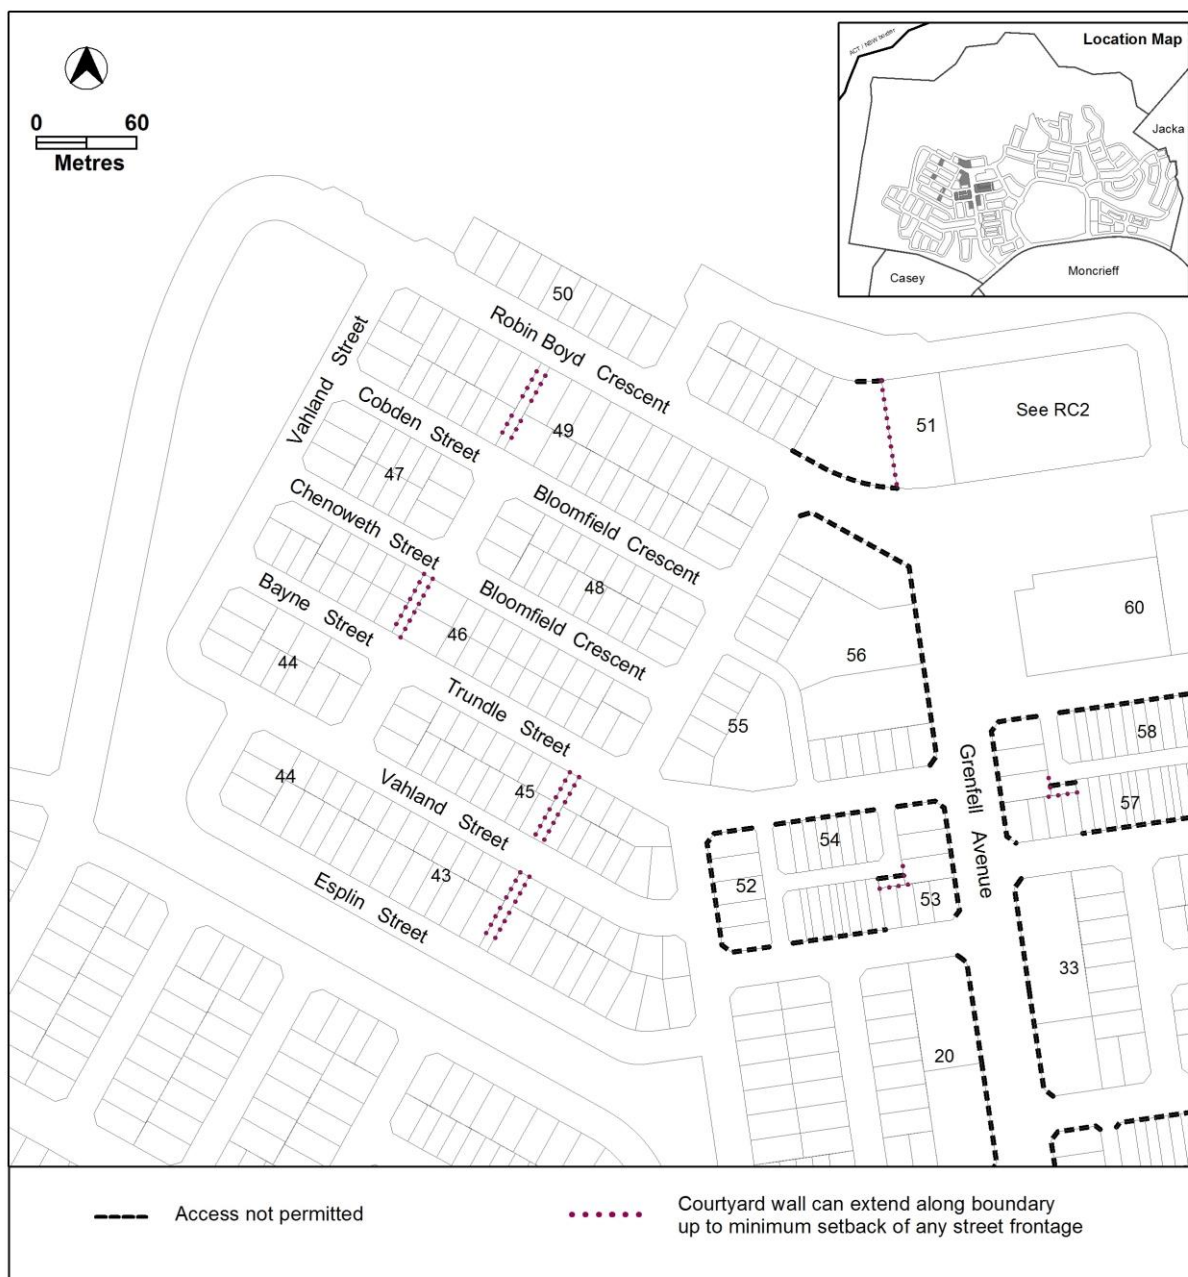 Location Map
ACT / NSW border
Jacka
Casey
Moncrieff
0 60
Metres
50
Robin Boyd Crescent
Vahland Street
Cobden Street
49
51
See RC2
47
Chenoweth Street
Bloomfield Crescent
48
Bayne Street
Bloomfield Crescent
60
46
44
56
Trundle Street
55
58
Grenfell Avenue
44
Vahland Street
45
57
54
43
52
53
Esplin Street
33
20
Access not permitted
Courtyard wall can extend along boundary
up to minimum setback of any street frontage